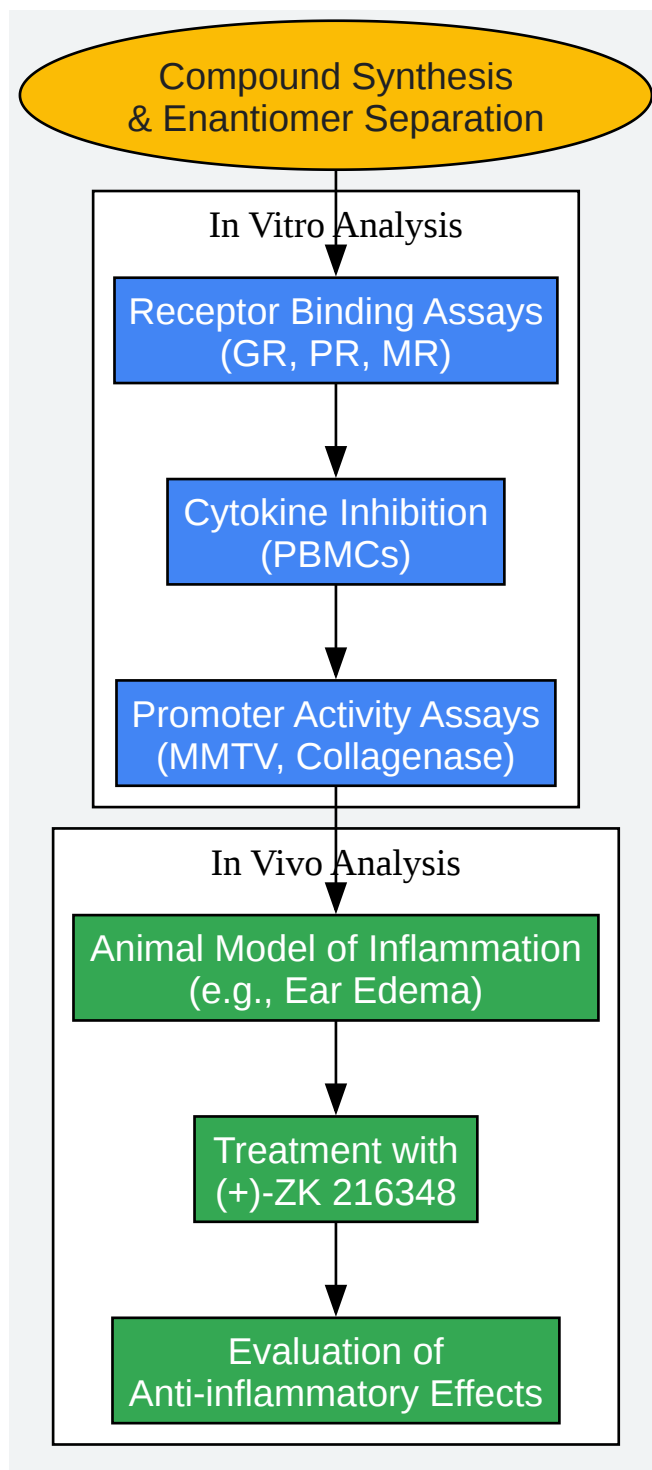 Compound Synthesis
& Enantiomer Separation
In Vitro Analysis
Receptor Binding Assays
(GR, PR, MR)
Cytokine Inhibition
(PBMCs)
Promoter Activity Assays
(MMTV, Collagenase)
In Vivo Analysis
Animal Model of Inflammation
(e.g., Ear Edema)
Treatment with
(+)-ZK 216348
Evaluation of
Anti-inflammatory Effects